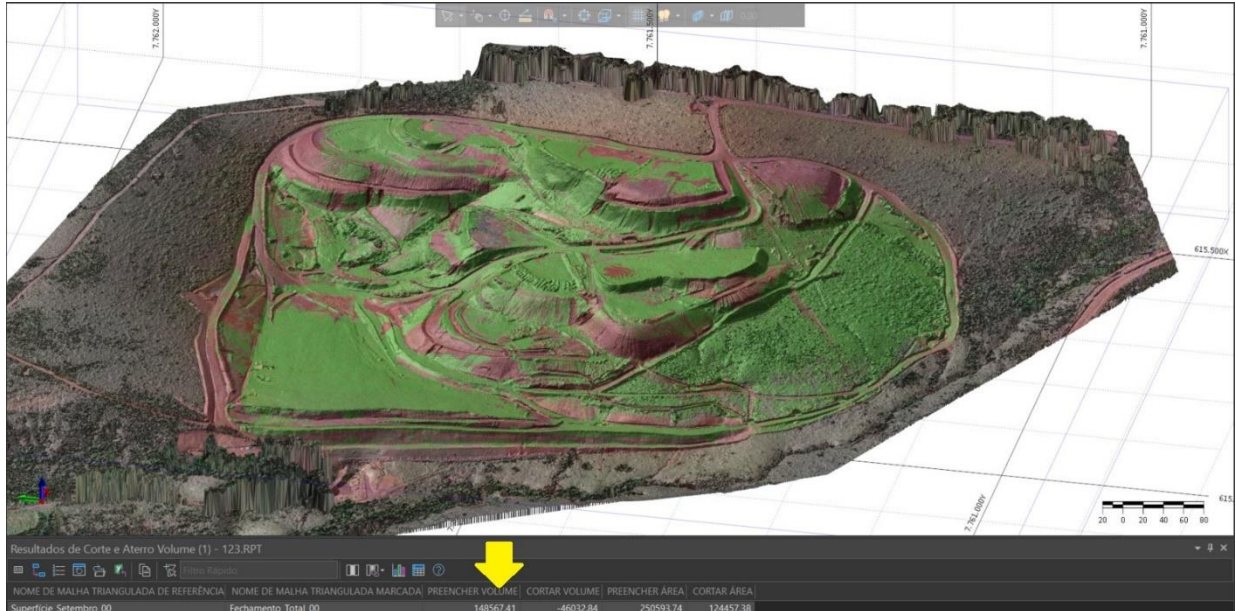 7.762.000Y
7.761.500Y
7.761.000Y
615.500X
7.761.000Y
20 0 20 40 60 80
Resultados de Corte e Aterro Volume (1) - 123.RPT
Filtro Rápido
NOME DE MALHA TRIANGULADA DE REFERÊNCIA NOME DE MALHA TRIANGULADA MARCADA PREENCHER VOLUME CORTAR VOLUME PREENCHER ÁREA CORTAR ÁREA
Superfície_Setembro_00 Fechamento_Total_00 148567.41 -46032.84 250593.74 124457.38